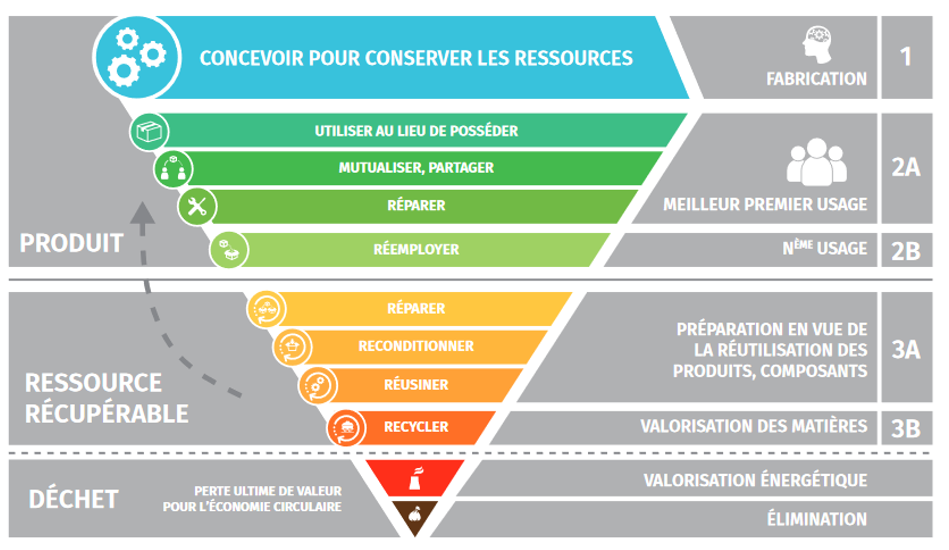 CONCEVOIR POUR CONSERVER LES RESSOURCES
FABRICATION
1
UTILISER AU LIEU DE POSSÉDER
MUTUALISER, PARTAGER
RÉPARER
MEILLEUR PREMIER USAGE
2A
PRODUIT
RÉEMPLOYER
NÈME USAGE
2B
RÉPARER
RECONDITIONNER
RÉUSINER
PRÉPARATION EN VUE DE
LA RÉUTILISATION DES
PRODUITS, COMPOSANTS
3A
RESSOURCE
RÉCUPÉRABLE
RECYCLER
VALORISATION DES MATIÈRES
3B
DÉCHET
PERTE ULTIME DE VALEUR
POUR L'ÉCONOMIE CIRCULAIRE
VALORISATION ÉNERGÉTIQUE
ÉLIMINATION